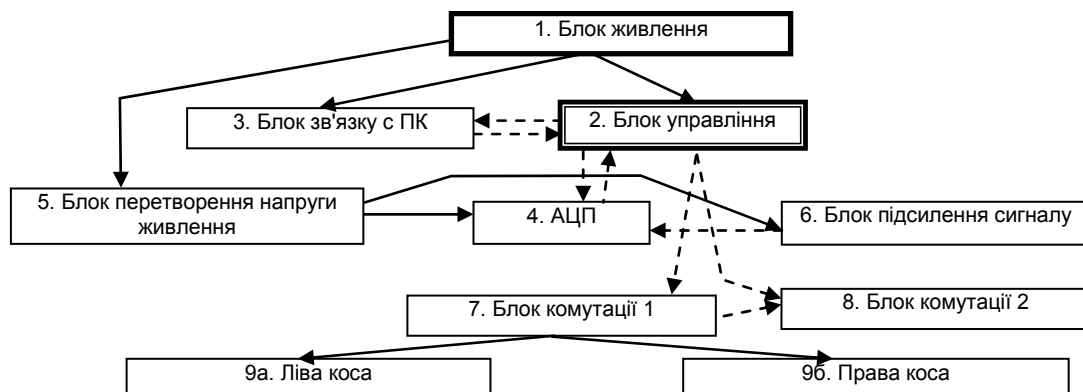 1. Блок живлення
3. Блок зв'язку с ПК
2. Блок управління
5. Блок перетворення напруги
живлення
4. АЦП
6. Блок підсилення сигналу
7. Блок комутації 1
8. Блок комутації 2
9а. Ліва коса
9б. Права коса